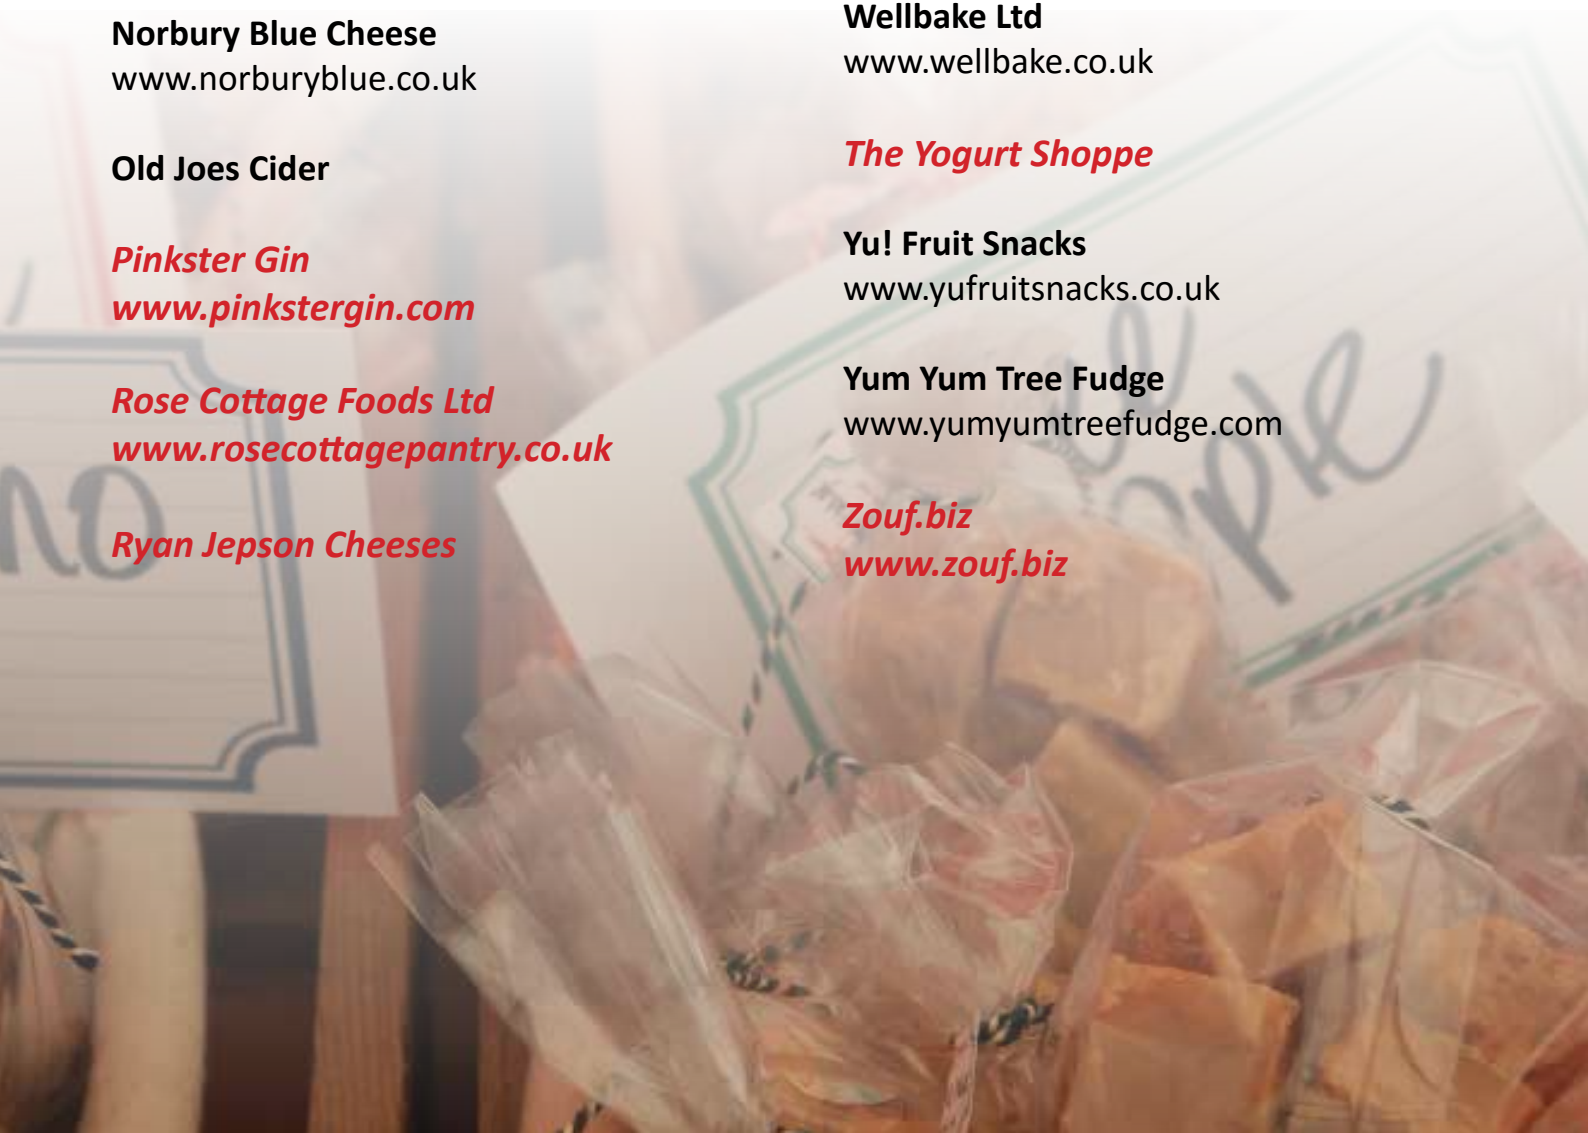 Norbury Blue Cheese
www.norburyblue.co.uk
Old Joes Cider
Pinkster Gin
www.pinkstergin.com
Rose Cottage Foods Ltd
www.rosecottagepantry.co.uk
Ryan Jepson Cheeses
Wellbake Ltd
www.wellbake.co.uk
The Yogurt Shoppe
Yu! Fruit Snacks
www.yufruitsnacks.co.uk
Yum Yum Tree Fudge
www.yumyumtreefudge.com
Zouf.biz
www.zouf.biz